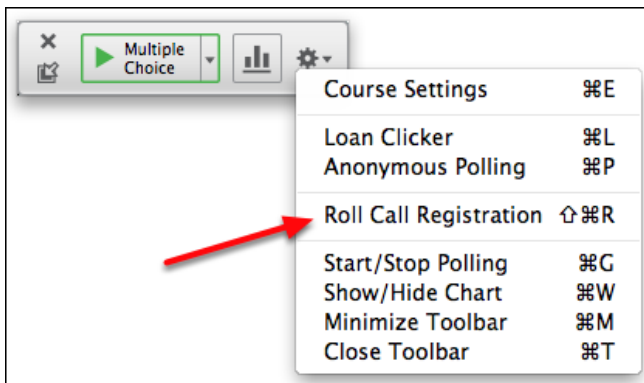 Multiple
Choice
Course Settings ⌘E
Loan Clicker ⌘L
Anonymous Polling ⌘P
Roll Call Registration ⇧⌘R
Start/Stop Polling ⌘G
Show/Hide Chart ⌘W
Minimize Toolbar ⌘M
Close Toolbar ⌘T